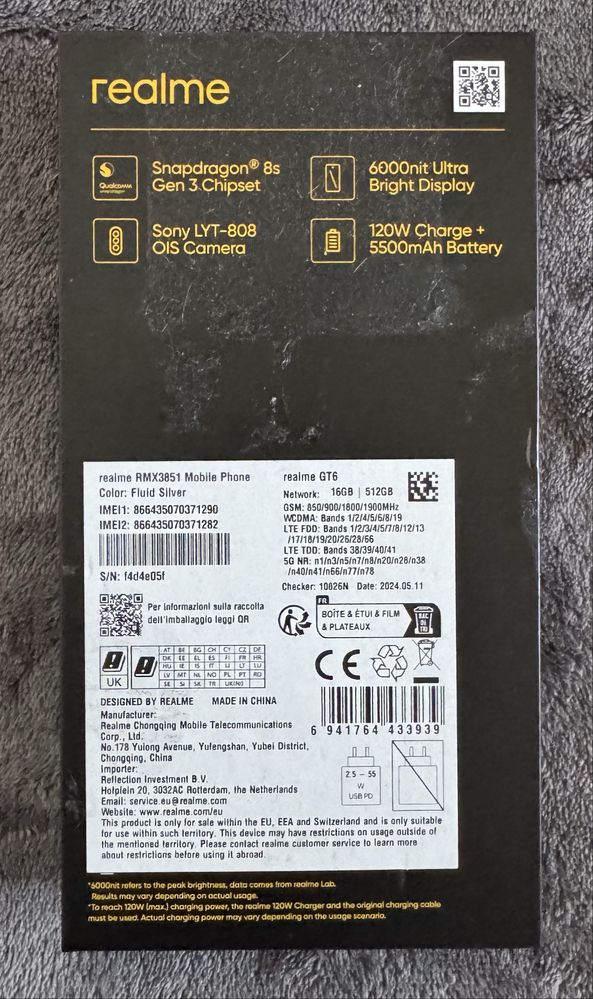 realme
Snapdragon® 8s
Gen 3 Chipset
Qualcomm
snapdragon
6000nit Ultra
Bright Display
Sony LYT-808
OIS Camera
120W Charge +
5500mAh Battery
realme RMX3851 Mobile Phone
Color: Fluid Silver
IMEI1: 866435070371290
IMEI2: 866435070371282
S/N: f4d4e05f
realme GT6
Network: 16GB | 512GB
GSM: 850/900/1800/1900MHz
WCDMA: Bands 1/2/4/5/6/8/19
LTE FDD: Bands 1/2/3/4/5/7/8/12/13
/17/18/19/20/26/28/66
LTE TDD: Bands 38/39/40/41
5G NR: n1/n3/n5/n7/n8/n20/n28/n38
/n40/n41/n66/n77/n78
Checker: 10826N Date: 2024.05.11
Per informazioni sulla raccolta
dell'imballaggio leggi QR
FR
BOÎTE & ÉTUI & FILM
& PLATEAUX
BAC
DE
TRI
UK
AT BE BG CH CY CZ DE
DK EE EL ES FI FR HR
HU IE IS IT LI LT LU
LV MT NL NO PL PT RO
SE SI SK TR UK(NI)
CE
DESIGNED BY REALME MADE IN CHINA
Manufacturer:
Realme Chongqing Mobile Telecommunications
Corp., Ltd.
No.178 Yulong Avenue, Yufengshan, Yubei District,
Chongqing, China
Importer:
Reflection Investment B.V.
Hofplein 20, 3032AC Rotterdam, the Netherlands
Email: service.eu@realme.com
Website: www.realme.com/eu
6 941764 433939
2.5 - 55
W
USB PD
This product is only for sale within the EU, EEA and Switzerland and is only suitable
for use within such territory. This device may have restrictions on usage outside of
the mentioned territory. Please contact realme customer service to learn more
about restrictions before using it abroad.
*6000nit refers to the peak brightness, data comes from realme Lab.
Results may vary depending on actual usage.
*To reach 120W (max.) charging power, the realme 120W Charger and the original charging cable
must be used. Actual charging power may vary depending on the usage scenario.